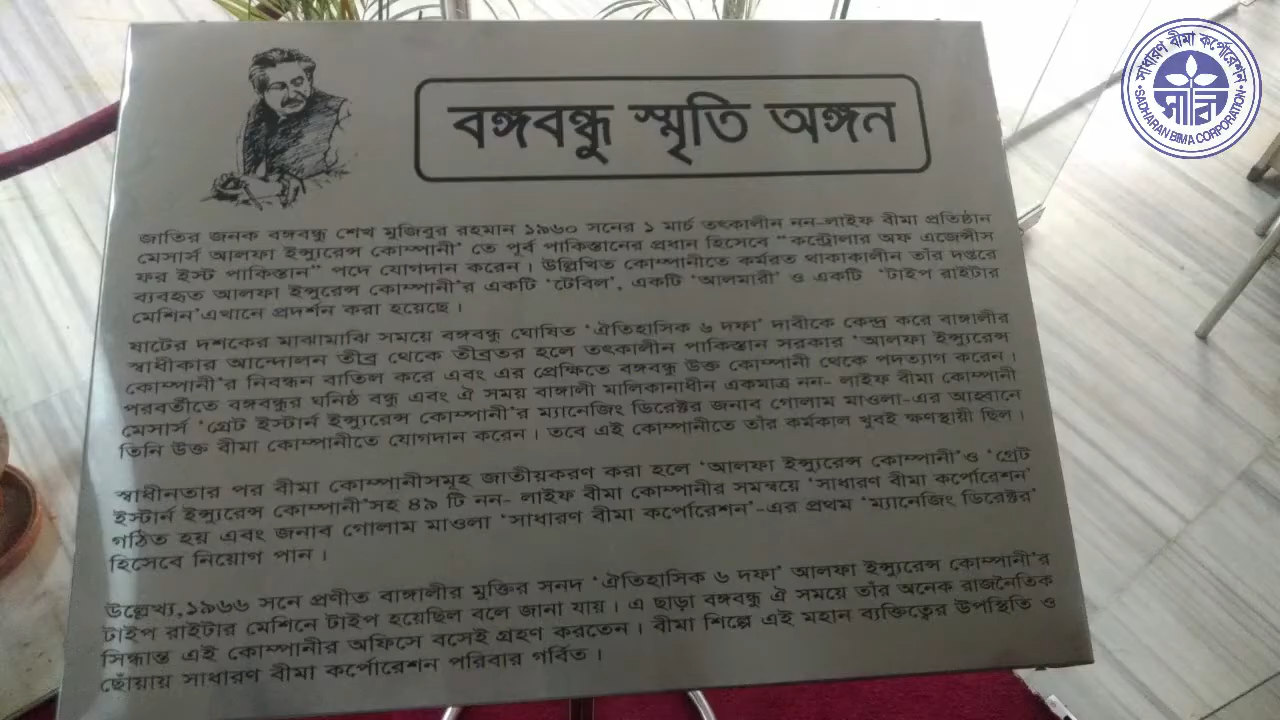 বঙ্গবন্ধু স্মৃতি অঙ্গন
জাতির জনক বঙ্গবন্ধু শেখ মুজিবুর রহমান ১৯৬০ সনের ১ মার্চ তৎকালীন নন-লাইফ বীমা প্রতিষ্ঠান
মেসার্স আলফা ইন্স্যুরেন্স কোম্পানী' তে পূর্ব পাকিস্তানের প্রধান হিসেবে "কন্ট্রোলার অফ এজেন্সীস
ফর ইস্ট পাকিস্তান" পদে যোগদান করেন। উল্লিখিত কোম্পানীতে কর্মরত থাকাকালীন তাঁর দপ্তরে
ব্যবহৃত আলফা ইন্সুরেন্স কোম্পানী'র একটি 'টেবিল', একটি 'আলমারী' ও একটি 'টাইপ রাইটার
মেশিন'এখানে প্রদর্শন করা হয়েছে।
ষাটের দশকের মাঝামাঝি সময়ে বঙ্গবন্ধু ঘোষিত 'ঐতিহাসিক ৬ দফা' দাবীকে কেন্দ্র করে বাঙ্গালীর
স্বাধীকার আন্দোলন তীব্র থেকে তীব্রতর হলে তৎকালীন পাকিস্তান সরকার 'আলফা ইন্স্যুরেন্স
কোম্পানী'র নিবন্ধন বাতিল করে এবং এর প্রেক্ষিতে বঙ্গবন্ধু উক্ত কোম্পানী থেকে পদত্যাগ করেন।
পরবর্তীতে বঙ্গবন্ধুর ঘনিষ্ঠ বন্ধু এবং ঐ সময় বাঙ্গালী মালিকানাধীন একমাত্র নন- লাইফ বীমা কোম্পানী
মেসার্স 'গ্রেট ইস্টার্ন ইন্স্যুরেন্স কোম্পানী'র ম্যানেজিং ডিরেক্টর জনাব গোলাম মাওলা-এর আহ্বানে
তিনি উক্ত বীমা কোম্পানীতে যোগদান করেন। তবে এই কোম্পানীতে তাঁর কর্মকাল খুবই ক্ষণস্থায়ী ছিল।
স্বাধীনতার পর বীমা কোম্পানীসমূহ জাতীয়করণ করা হলে 'আলফা ইন্স্যুরেন্স কোম্পানী'ও 'গ্রেট
ইস্টার্ন ইন্স্যুরেন্স কোম্পানী'সহ ৪৯ টি নন- লাইফ বীমা কোম্পানীর সমন্বয়ে 'সাধারণ বীমা কর্পোরেশন'
গঠিত হয় এবং জনাব গোলাম মাওলা 'সাধারণ বীমা কর্পোরেশন'-এর প্রথম 'ম্যানেজিং ডিরেক্টর'
হিসেবে নিয়োগ পান।
উল্লেখ্য,১৯৬৬ সনে প্রণীত বাঙ্গালীর মুক্তির সনদ 'ঐতিহাসিক ৬ দফা' আলফা ইন্স্যুরেন্স কোম্পানী'র
টাইপ রাইটার মেশিনে টাইপ হয়েছিল বলে জানা যায়। এ ছাড়া বঙ্গবন্ধু ঐ সময়ে তাঁর অনেক রাজনৈতিক
সিদ্ধান্ত এই কোম্পানীর অফিসে বসেই গ্রহণ করতেন। বীমা শিল্পে এই মহান ব্যক্তিত্বের উপস্থিতি ও
ছোঁয়ায় সাধারণ বীমা কর্পোরেশন পরিবার গর্বিত।
সাধারণ বীমা কর্পোরেশন
সাবীক
SADHARAN BIMA CORPORATION